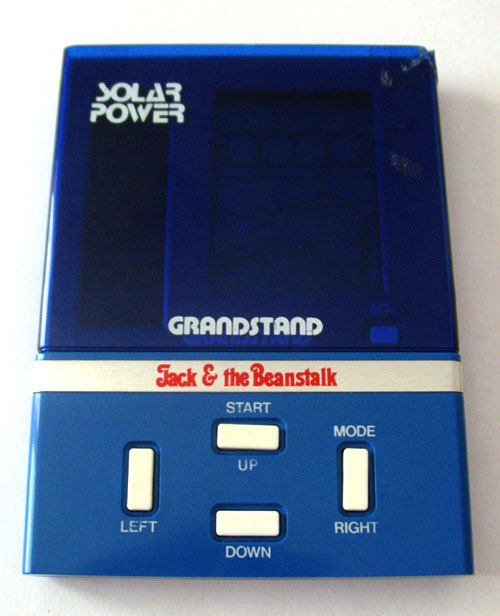 SOLAR
POWER
GRANDSTAND
Jack & the Beanstalk
START
UP
MODE
LEFT
RIGHT
DOWN